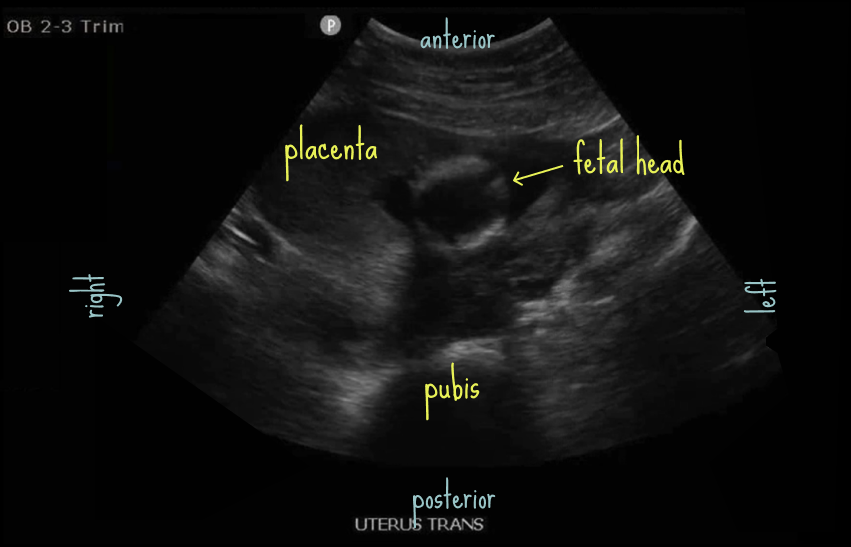 OB 2-3 Trim
P
anterior
placenta
fetal head
right
left
pubis
posterior
UTERUS TRANS